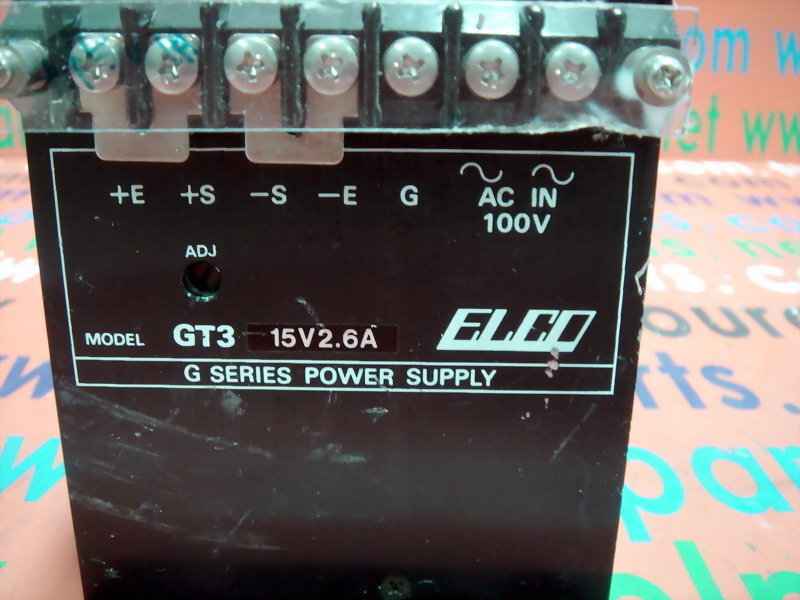 +E +S −S −E G AC IN
100V
ADJ
MODEL GT3 15V2.6A ELCO
G SERIES POWER SUPPLY